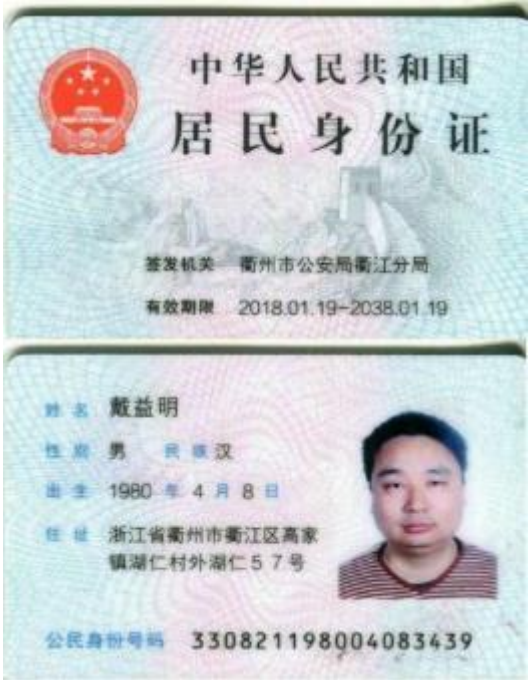 中华人民共和国
居民身份证
签发机关 衢州市公安局衢江分局
有效期限 2018.01.19-2038.01.19
姓名 戴益明
性别 男 民族 汉
出生 1980 年 4 月 8 日
住址 浙江省衢州市衢江区高家
镇湖仁村外湖仁57号
公民身份号码 330821198004083439